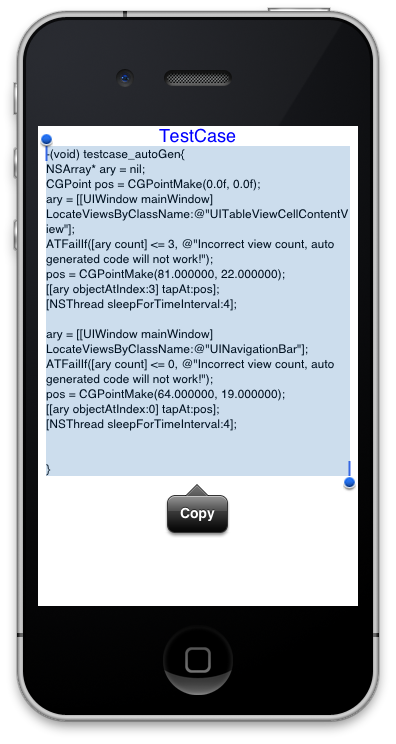 TestCase
-(void) testcase_autoGen{
NSArray* ary = nil;
CGPoint pos = CGPointMake(0.0f, 0.0f);
ary = [[UIWindow mainWindow]
LocateViewsByClassName:@"UITableViewCellContentV
iew"];
ATFailIf([ary count] <= 3, @"Incorrect view count, auto
generated code will not work!");
pos = CGPointMake(81.000000, 22.000000);
[[ary objectAtIndex:3] tapAt:pos];
[NSThread sleepForTimeInterval:4];
ary = [[UIWindow mainWindow]
LocateViewsByClassName:@"UINavigationBar"];
ATFailIf([ary count] <= 0, @"Incorrect view count, auto
generated code will not work!");
pos = CGPointMake(64.000000, 19.000000);
[[ary objectAtIndex:0] tapAt:pos];
[NSThread sleepForTimeInterval:4];
}
Copy